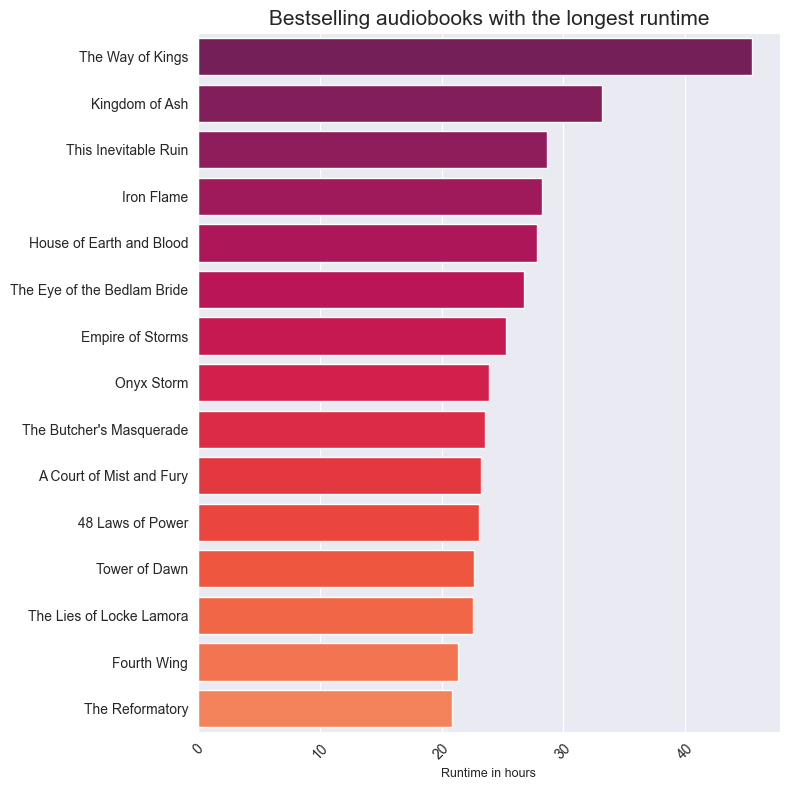 Bestselling audiobooks with the longest runtime
The Way of Kings
Kingdom of Ash
This Inevitable Ruin
Iron Flame
House of Earth and Blood
The Eye of the Bedlam Bride
Empire of Storms
Onyx Storm
The Butcher's Masquerade
A Court of Mist and Fury
48 Laws of Power
Tower of Dawn
The Lies of Locke Lamora
Fourth Wing
The Reformatory
0 10 20 30 40
Runtime in hours